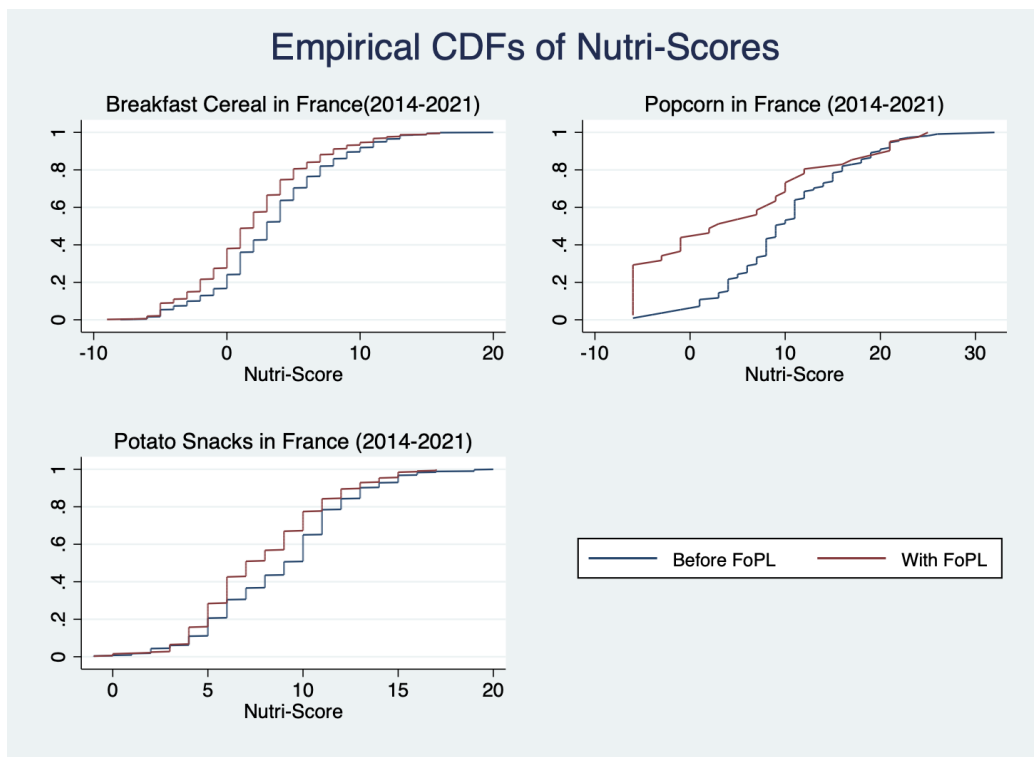 Empirical CDFs of Nutri-Scores
Breakfast Cereal in France(2014-2021)
1
.8
.6
.4
.2
0
-10 0 10 20
Nutri-Score
Popcorn in France (2014-2021)
1
.8
.6
.4
.2
0
-10 0 10 20 30
Nutri-Score
Potato Snacks in France (2014-2021)
1
.8
.6
.4
.2
0
0 5 10 15 20
Nutri-Score
Before FoPL With FoPL